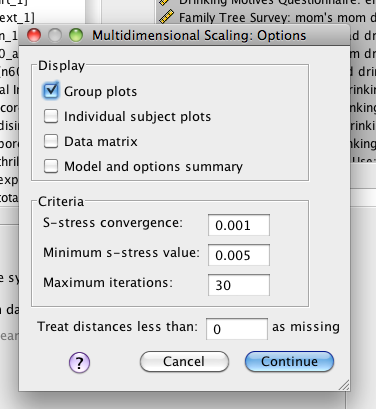 rt_1]
ext_1]
Drinking Motives Questionnaire:
Family Tree Survey: mom's mom d
Multidimensional Scaling: Options
Display
Group plots
Individual subject plots
Data matrix
Model and options summary
Criteria
S-stress convergence: 0.001
Minimum s-stress value: 0.005
Maximum iterations: 30
Treat distances less than: 0 as missing
? Cancel Continue